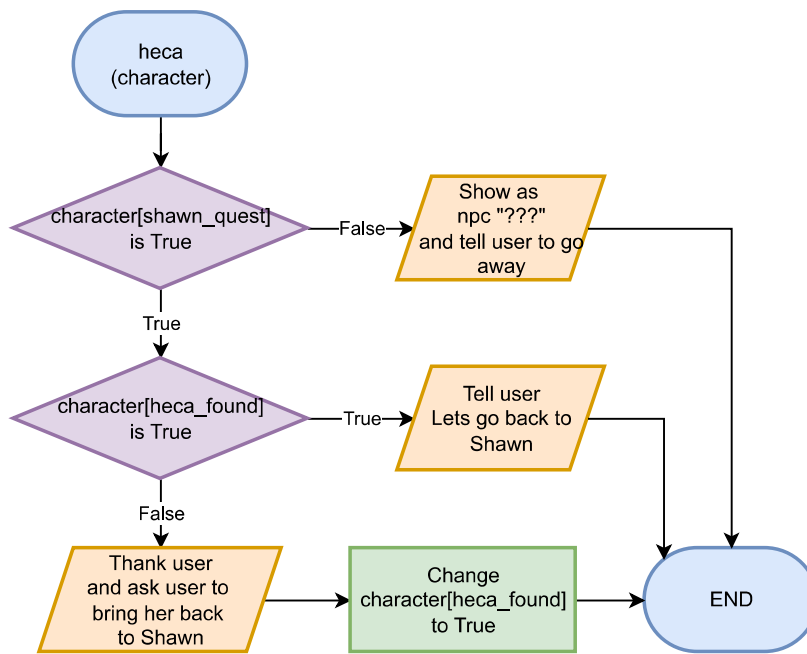 heca
(character)
character[shawn_quest]
is True
False
Show as
npc "???"
and tell user to go
away
True
character[heca_found]
is True
True
Tell user
Lets go back to
Shawn
False
Thank user
and ask user to
bring her back
to Shawn
Change
character[heca_found]
to True
END